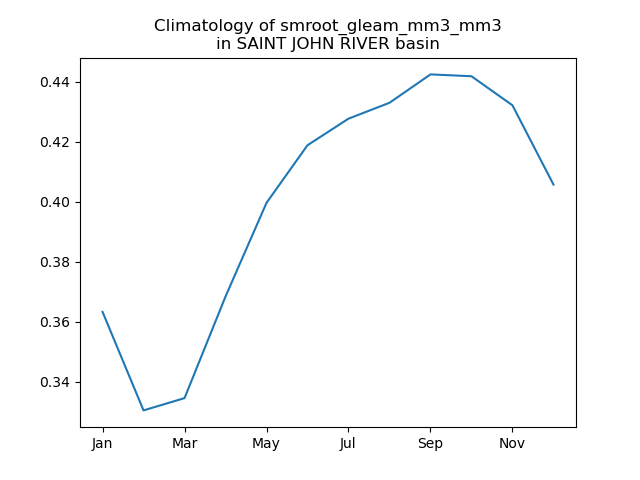 Climatology of smroot_gleam_mm3_mm3
in SAINT JOHN RIVER basin
0.44
0.42
0.40
0.38
0.36
0.34
Jan Mar May Jul Sep Nov